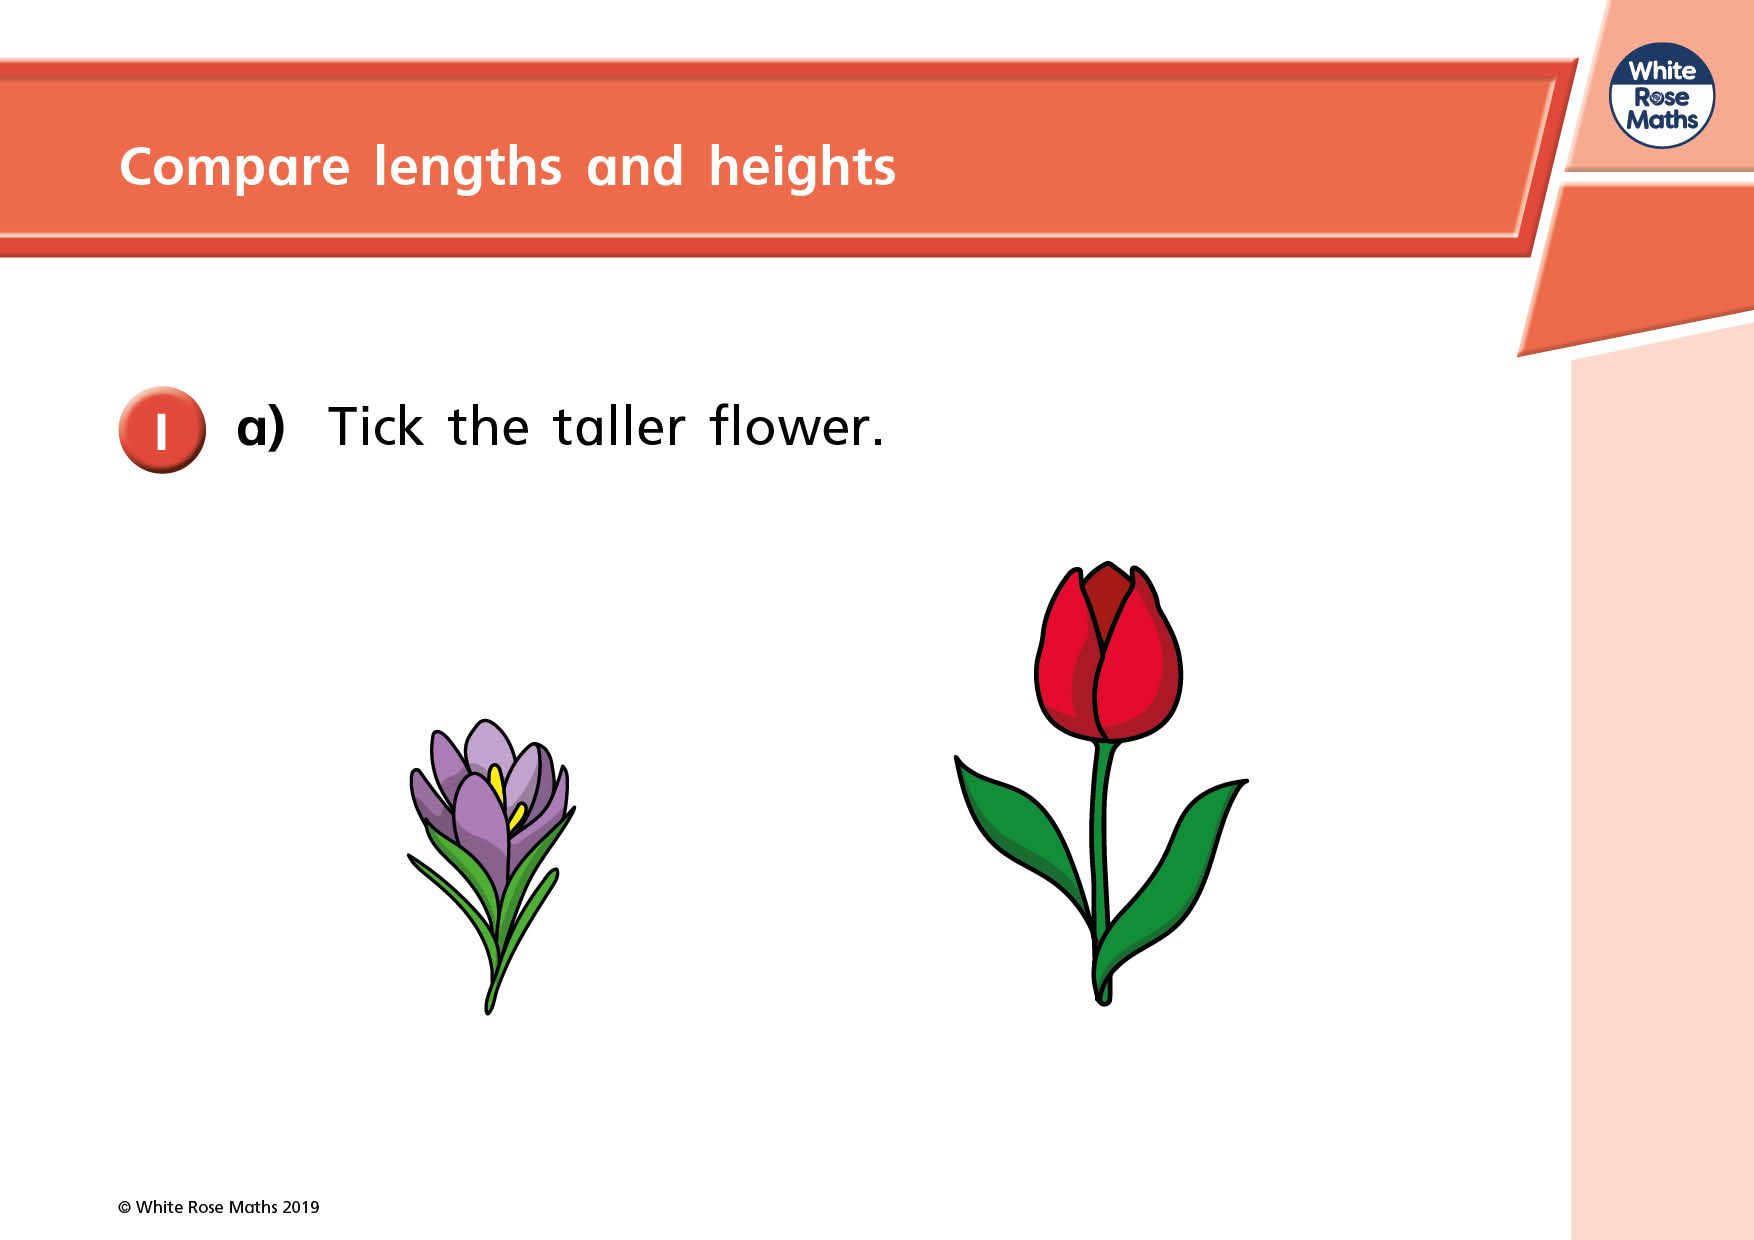 White
Rose
Maths
Compare lengths and heights
1 a) Tick the taller flower.
© White Rose Maths 2019